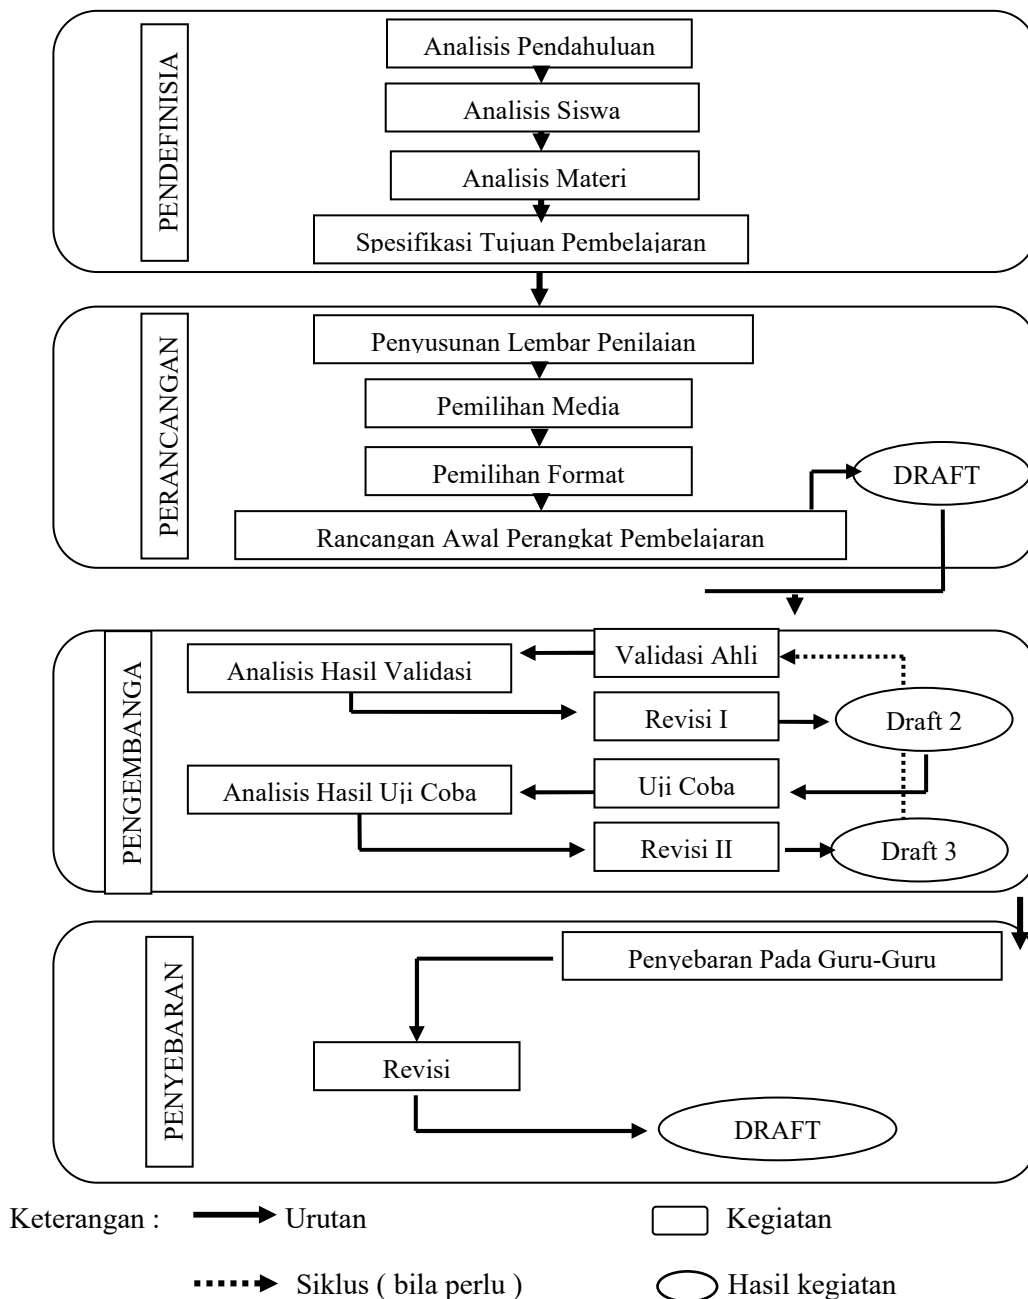 PENDEFINISIA
Analisis Pendahuluan
Analisis Siswa
Analisis Materi
Spesifikasi Tujuan Pembelajaran
PERANCANGAN
Penyusunan Lembar Penilaian
Pemilihan Media
Pemilihan Format
DRAFT
Rancangan Awal Perangkat Pembelajaran
PENGEMBANGA
Validasi Ahli
Analisis Hasil Validasi
Revisi I
Draft 2
Uji Coba
Analisis Hasil Uji Coba
Revisi II
Draft 3
PENYEBARAN
Penyebaran Pada Guru-Guru
Revisi
DRAFT
Keterangan : Urutan
Kegiatan
Siklus ( bila perlu )
Hasil kegiatan